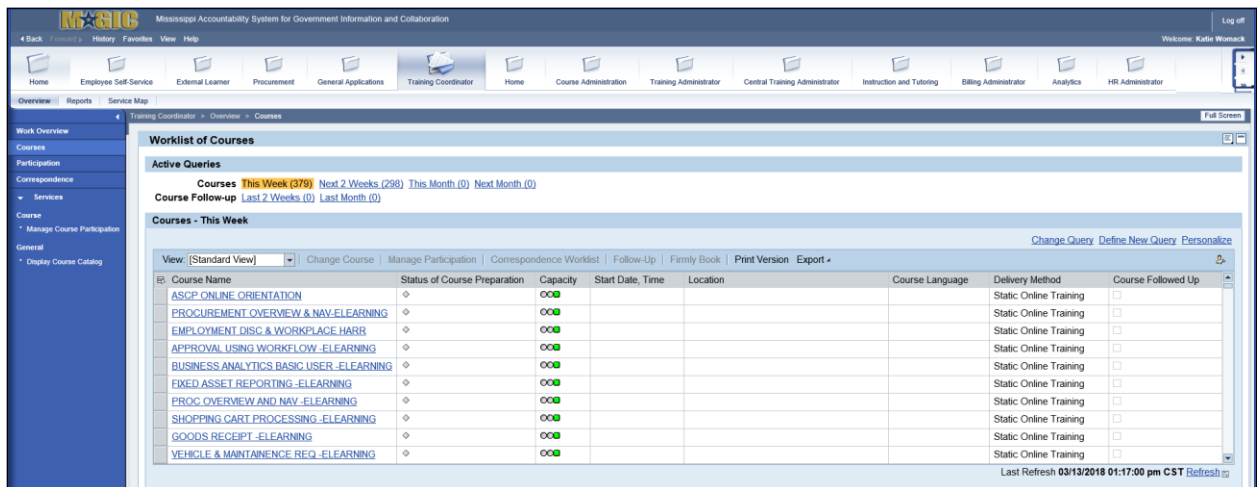 MAGIC Mississippi Accountability System for Government Information and Collaboration Log off
Back Forward History Favorites View Help Welcome: Katie Womack
Home Employee Self-Service External Learner Procurement General Applications Training Coordinator Home Course Administration Training Administrator Central Training Administrator Instruction and Tutoring Billing Administrator Analytics HR Administrator
Overview Reports Service Map
Training Coordinator > Overview > Courses Full Screen
Work Overview
Courses
Participation
Correspondence
Services
Course
Manage Course Participation
General
Display Course Catalog
Worklist of Courses
Active Queries
Courses This Week (379) Next 2 Weeks (298) This Month (0) Next Month (0)
Course Follow-up Last 2 Weeks (0) Last Month (0)
Courses - This Week
Change Query Define New Query Personalize
View: [Standard View] Change Course Manage Participation Correspondence Worklist Follow-Up Firmly Book Print Version Export
Course Name Status of Course Preparation Capacity Start Date, Time Location Course Language Delivery Method Course Followed Up
ASCP ONLINE ORIENTATION Static Online Training
PROCUREMENT OVERVIEW & NAV-ELEARNING Static Online Training
EMPLOYMENT DISC & WORKPLACE HARR Static Online Training
APPROVAL USING WORKFLOW -ELEARNING Static Online Training
BUSINESS ANALYTICS BASIC USER -ELEARNING Static Online Training
FIXED ASSET REPORTING -ELEARNING Static Online Training
PROC OVERVIEW AND NAV -ELEARNING Static Online Training
SHOPPING CART PROCESSING -ELEARNING Static Online Training
GOODS RECEIPT -ELEARNING Static Online Training
VEHICLE & MAINTAINENCE REQ -ELEARNING Static Online Training
Last Refresh 03/13/2018 01:17:00 pm CST Refresh